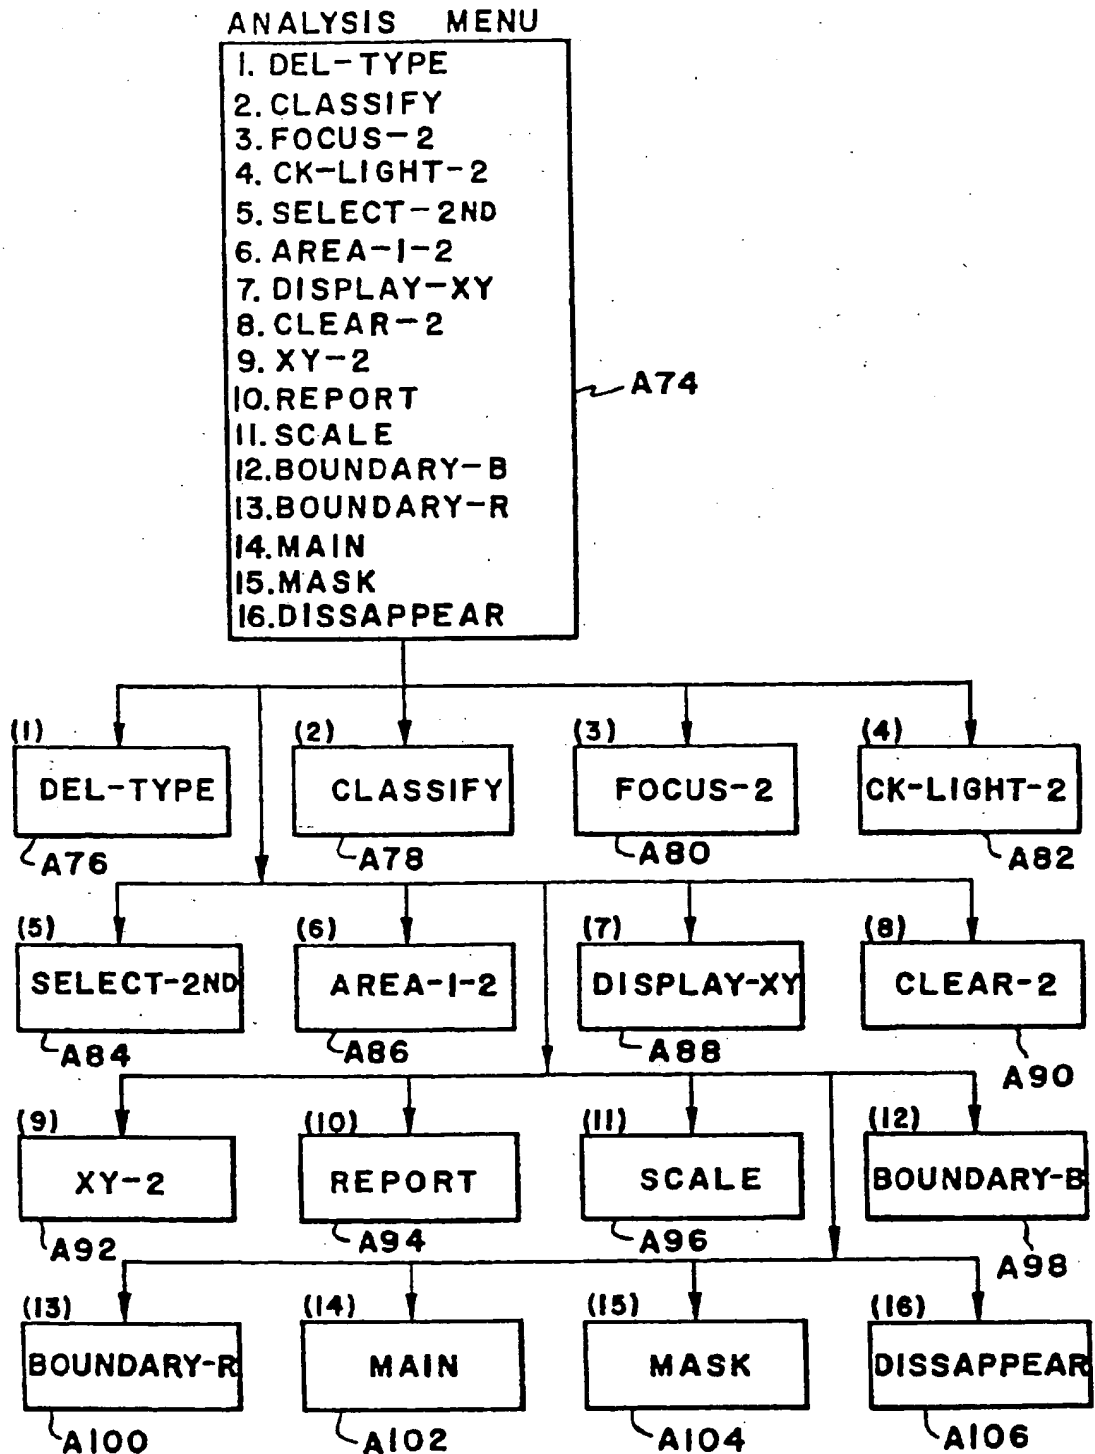 ANALYSIS MENU
1. DEL-TYPE
2. CLASSIFY
3. FOCUS-2
4. CK-LIGHT-2
5. SELECT-2ND
6. AREA-1-2
7. DISPLAY-XY
8. CLEAR-2
9. XY-2
10. REPORT
11. SCALE
12. BOUNDARY-B
13. BOUNDARY-R
14. MAIN
15. MASK
16. DISSAPPEAR
A74
(1) (2) (3) (4)
DEL-TYPE CLASSIFY FOCUS-2 CK-LIGHT-2
A76 A78 A80 A82
(5) (6) (7) (8)
SELECT-2ND AREA-1-2 DISPLAY-XY CLEAR-2
A84 A86 A88 A90
(9) (10) (11) (12)
XY-2 REPORT SCALE BOUNDARY-B
A92 A94 A96 A98
(13) (14) (15) (16)
BOUNDARY-R MAIN MASK DISSAPPEAR
A100 A102 A104 A106